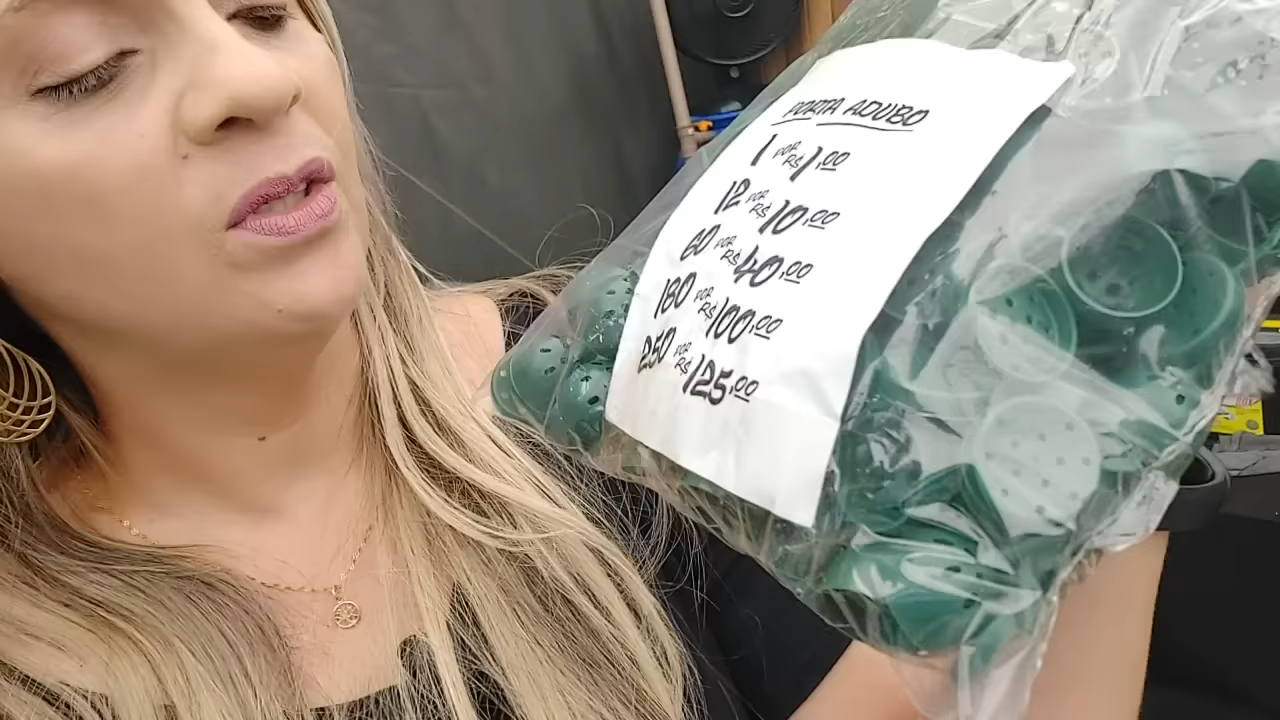 PORTA ADUBO
1 POR R$ 1,00
12 POR R$ 10,00
60 POR R$ 40,00
180 POR R$ 100,00
250 POR R$ 125,00